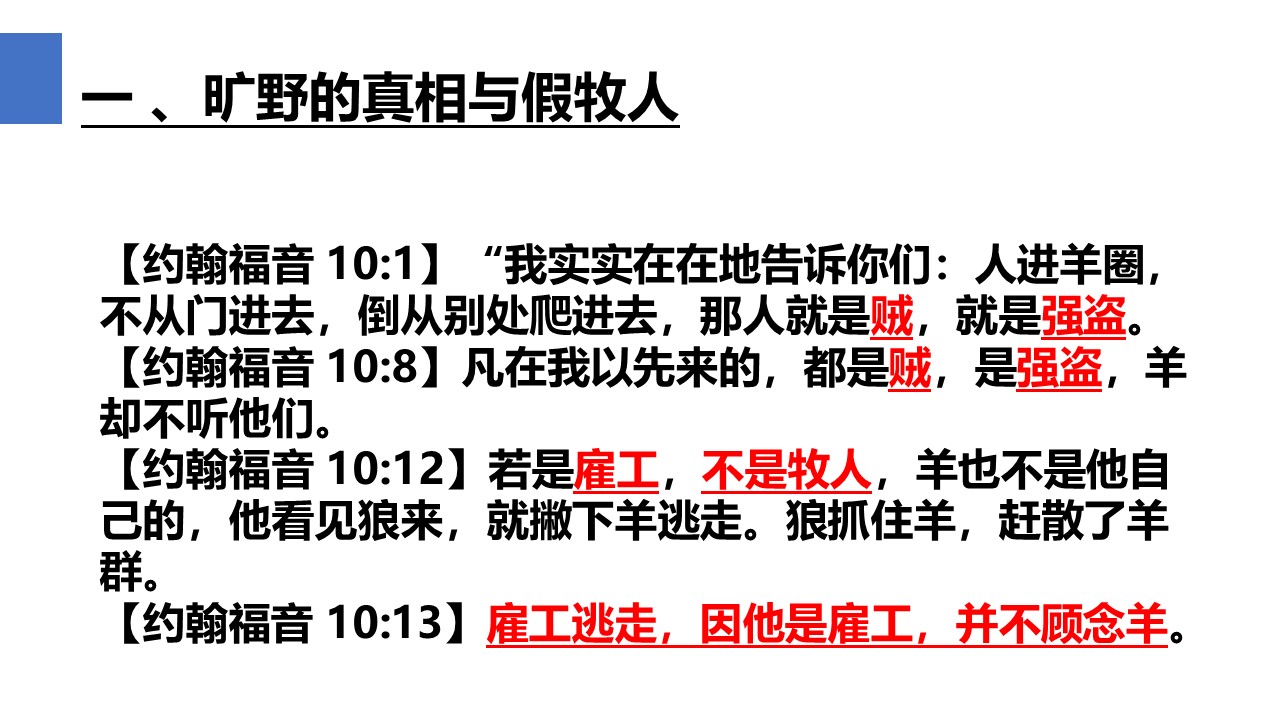 一 、旷野的真相与假牧人
【约翰福音 10:1】“我实实在在地告诉你们：人进羊圈，
不从门进去，倒从别处爬进去，那人就是贼，就是强盗。
【约翰福音 10:8】凡在我以先来的，都是贼，是强盗，羊
却不听他们。
【约翰福音 10:12】若是雇工，不是牧人，羊也不是他自
己的，他看见狼来，就撇下羊逃走。狼抓住羊，赶散了羊
群。
【约翰福音 10:13】雇工逃走，因他是雇工，并不顾念羊。